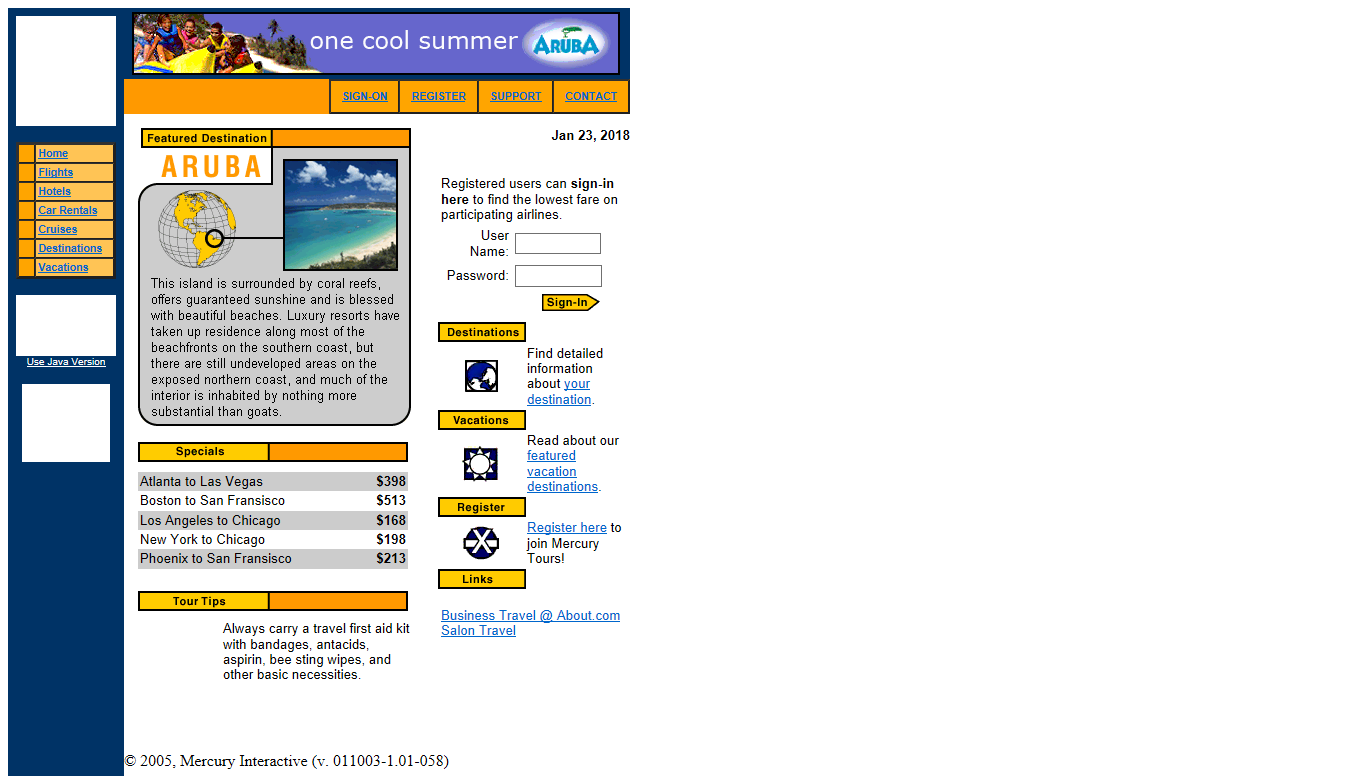 one cool summer ARUBA
SIGN-ON REGISTER SUPPORT CONTACT
Home
Flights
Hotels
Car Rentals
Cruises
Destinations
Vacations
Use Java Version
Featured Destination
ARUBA
This island is surrounded by coral reefs,
offers guaranteed sunshine and is blessed
with beautiful beaches. Luxury resorts have
taken up residence along most of the
beachfronts on the southern coast, but
there are still undeveloped areas on the
exposed northern coast, and much of the
interior is inhabited by nothing more
substantial than goats.
Specials
Atlanta to Las Vegas $398
Boston to San Fransisco $513
Los Angeles to Chicago $168
New York to Chicago $198
Phoenix to San Fransisco $213
Tour Tips
Always carry a travel first aid kit
with bandages, antacids,
aspirin, bee sting wipes, and
other basic necessities.
Jan 23, 2018
Registered users can sign-in
here to find the lowest fare on
participating airlines.
User
Name:
Password:
Sign-In
Destinations
Find detailed
information
about your
destination.
Vacations
Read about our
featured
vacation
destinations.
Register
Register here to
join Mercury
Tours!
Links
Business Travel @ About.com
Salon Travel
© 2005, Mercury Interactive (v. 011003-1.01-058)